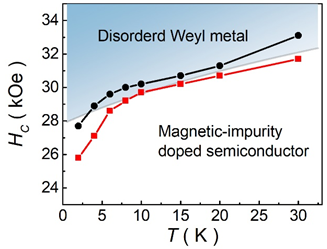 34
32
30
28
26
24
H_C (kOe)
Disorderd Weyl metal
Magnetic-impurity
doped semiconductor
0 5 10 15 20 25 30
T (K)